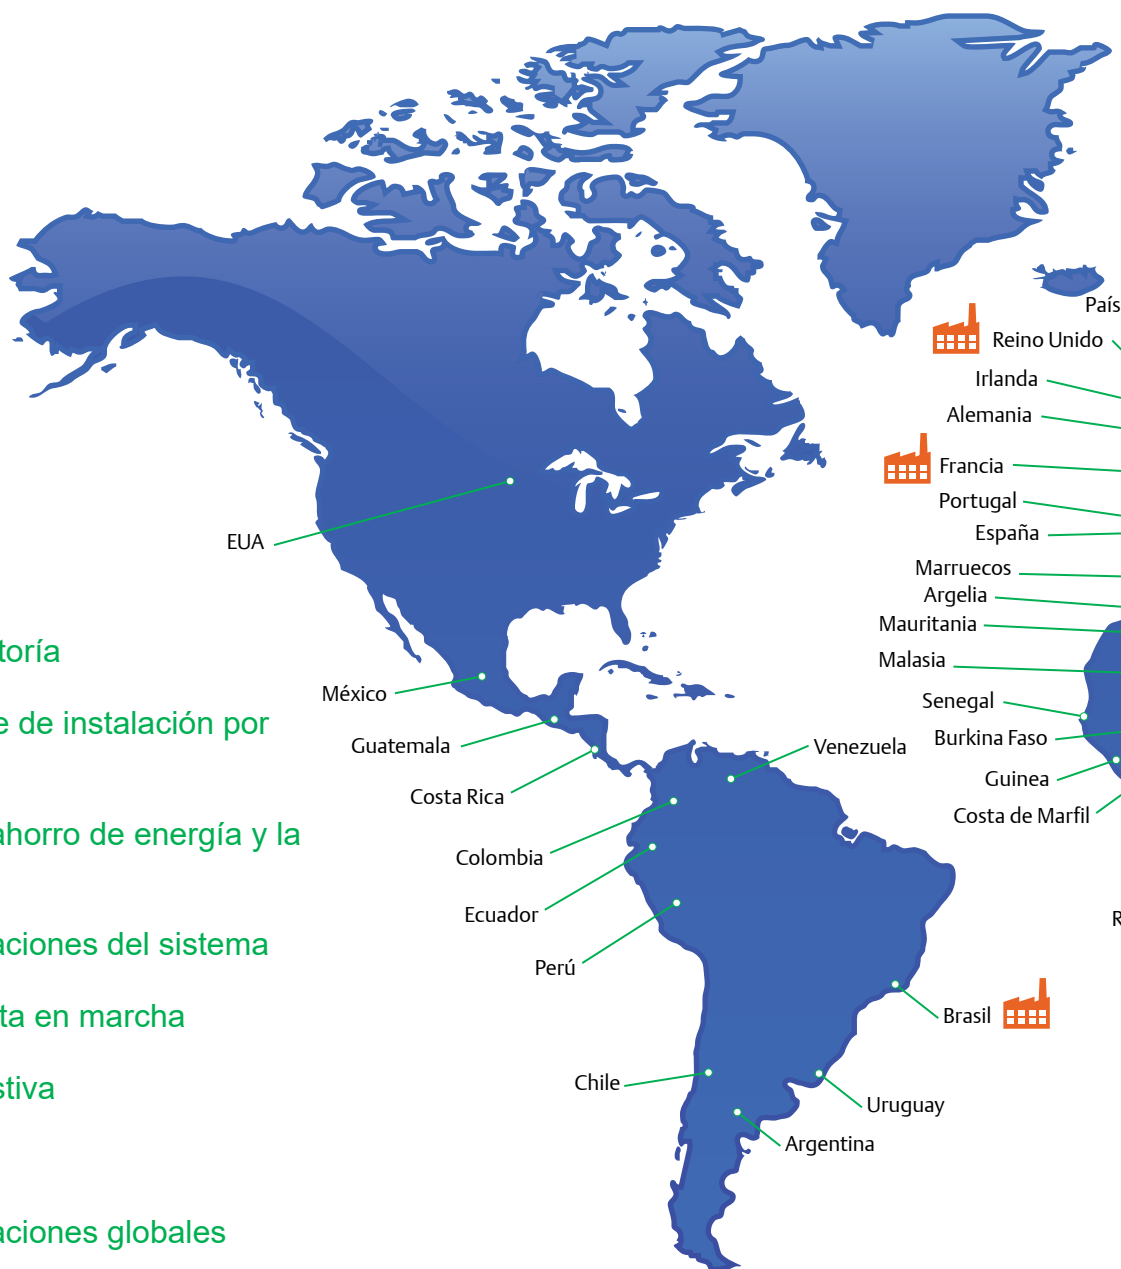 País
Reino Unido
Irlanda
Alemania
Francia
Portugal
España
EUA
Marruecos
Argelia
Mauritania
toría
Malasia
México
Senegal
e de instalación por
Burkina Faso
Guatemala
Venezuela
Guinea
Costa Rica
Costa de Marfil
ahorro de energía y la
Colombia
Ecuador
R
aciones del sistema
Perú
ta en marcha
Brasil
Chile
stiva
Uruguay
Argentina
aciones globales